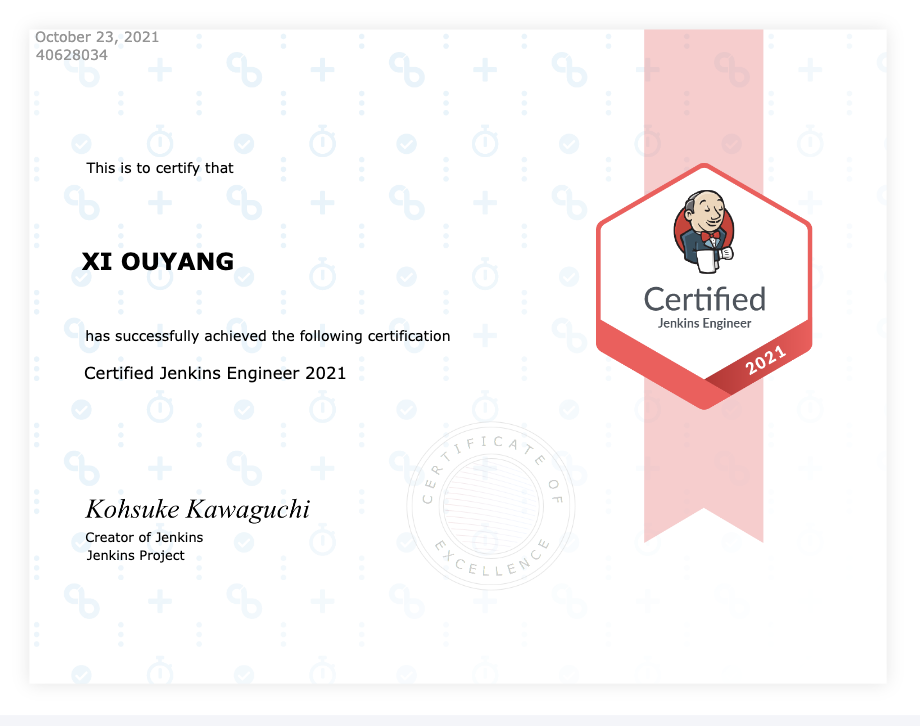 October 23, 2021
40628034
This is to certify that
XI OUYANG
has successfully achieved the following certification
Certified Jenkins Engineer 2021
Certified
Jenkins Engineer
2021
CERTIFICATE OF
EXCELLENCE
Kohsuke Kawaguchi
Creator of Jenkins
Jenkins Project